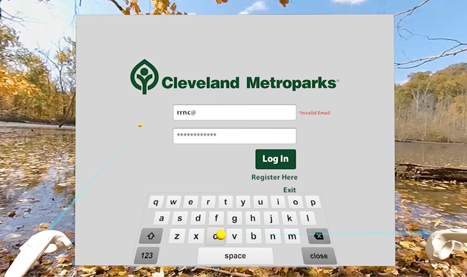 Cleveland Metroparks®
rrnc@
*Invalid Email
************
Log In
Register Here
Exit
q w e r t y u i o p
a s d f g h j k l
z x c v b n m
123 space close